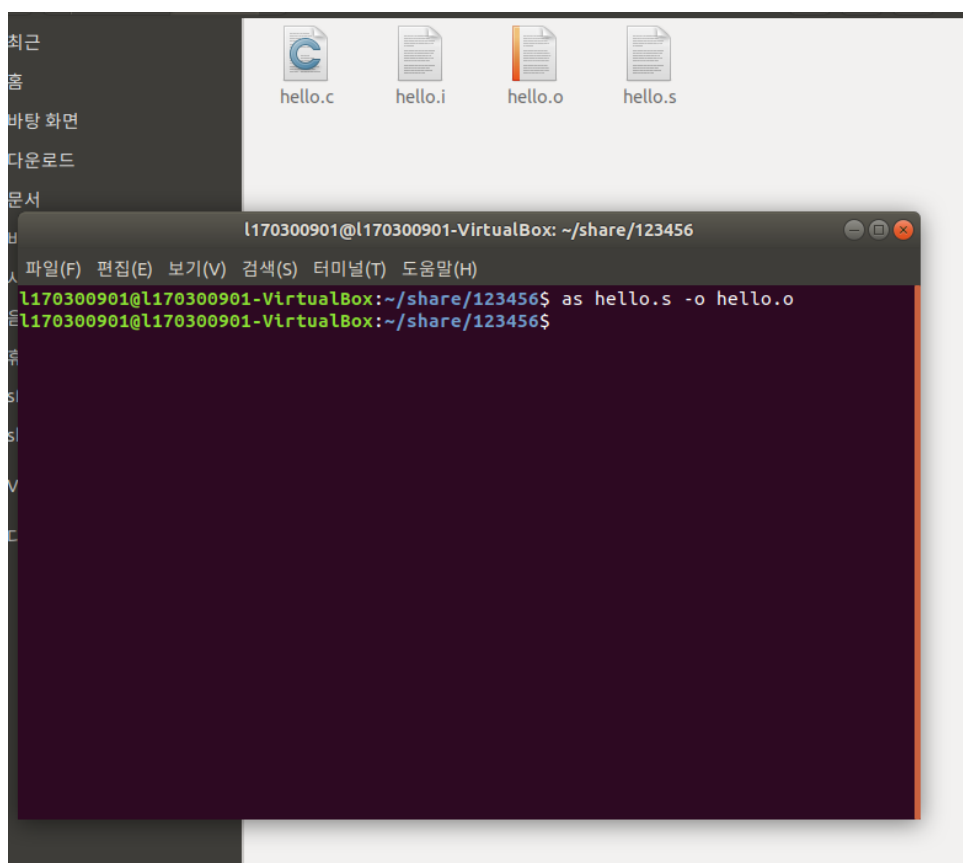 최근
홈
바탕 화면
다운로드
문서
hello.c
hello.i
hello.o
hello.s
l170300901@l170300901-VirtualBox: ~/share/123456
파일(F) 편집(E) 보기(V) 검색(S) 터미널(T) 도움말(H)
l170300901@l170300901-VirtualBox:~/share/123456$ as hello.s -o hello.o
l170300901@l170300901-VirtualBox:~/share/123456$